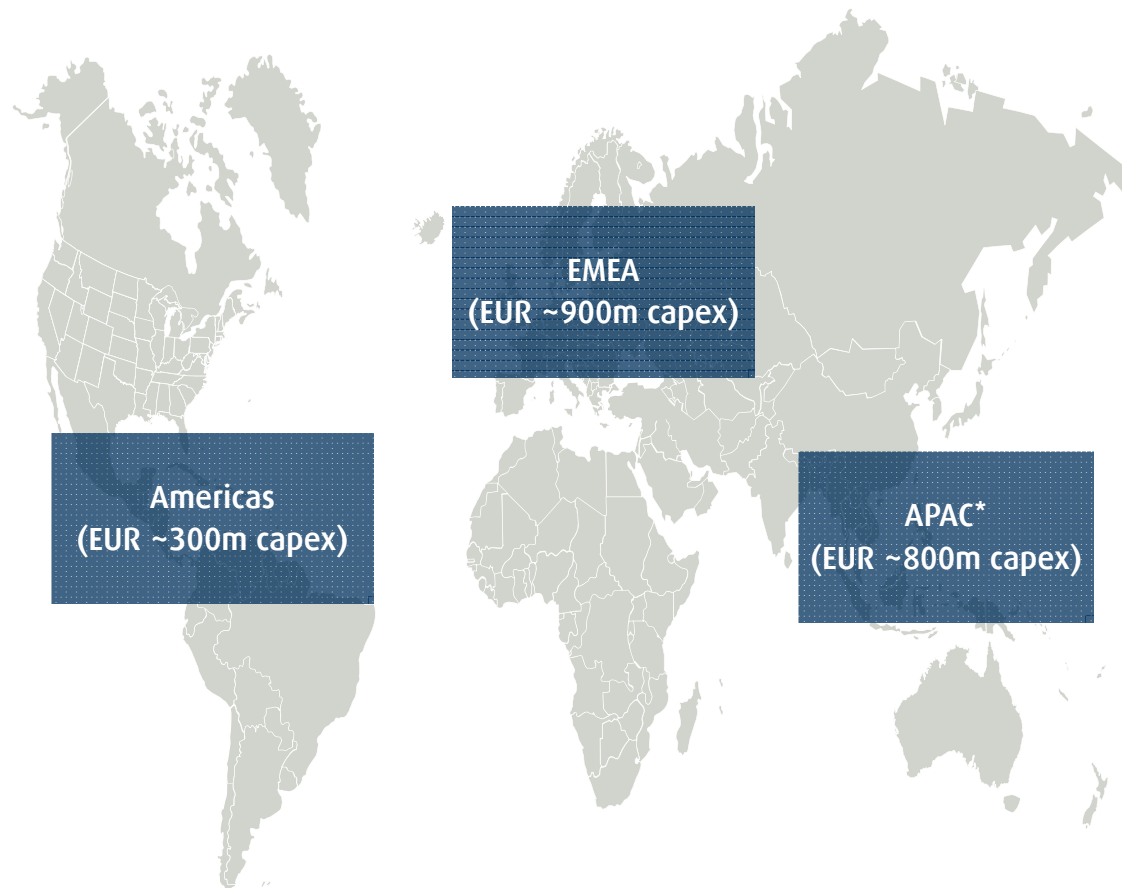 EMEA
(EUR ~900m capex)
Americas
(EUR ~300m capex)
APAC*
(EUR ~800m capex)